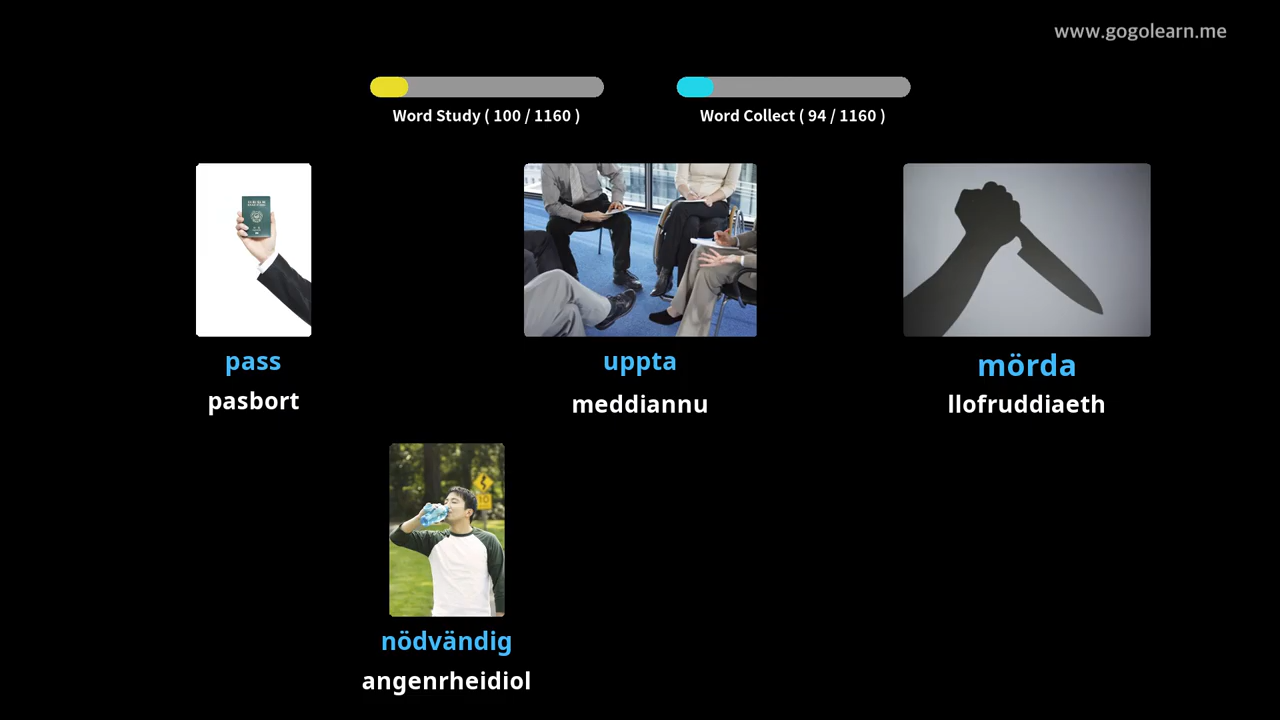 www.gogolearn.me
Word Study ( 100 / 1160 )
Word Collect ( 94 / 1160 )
pass
uppta
mörda
pasbort
meddiannu
llofruddiaeth
nödvändig
angenrheidiol